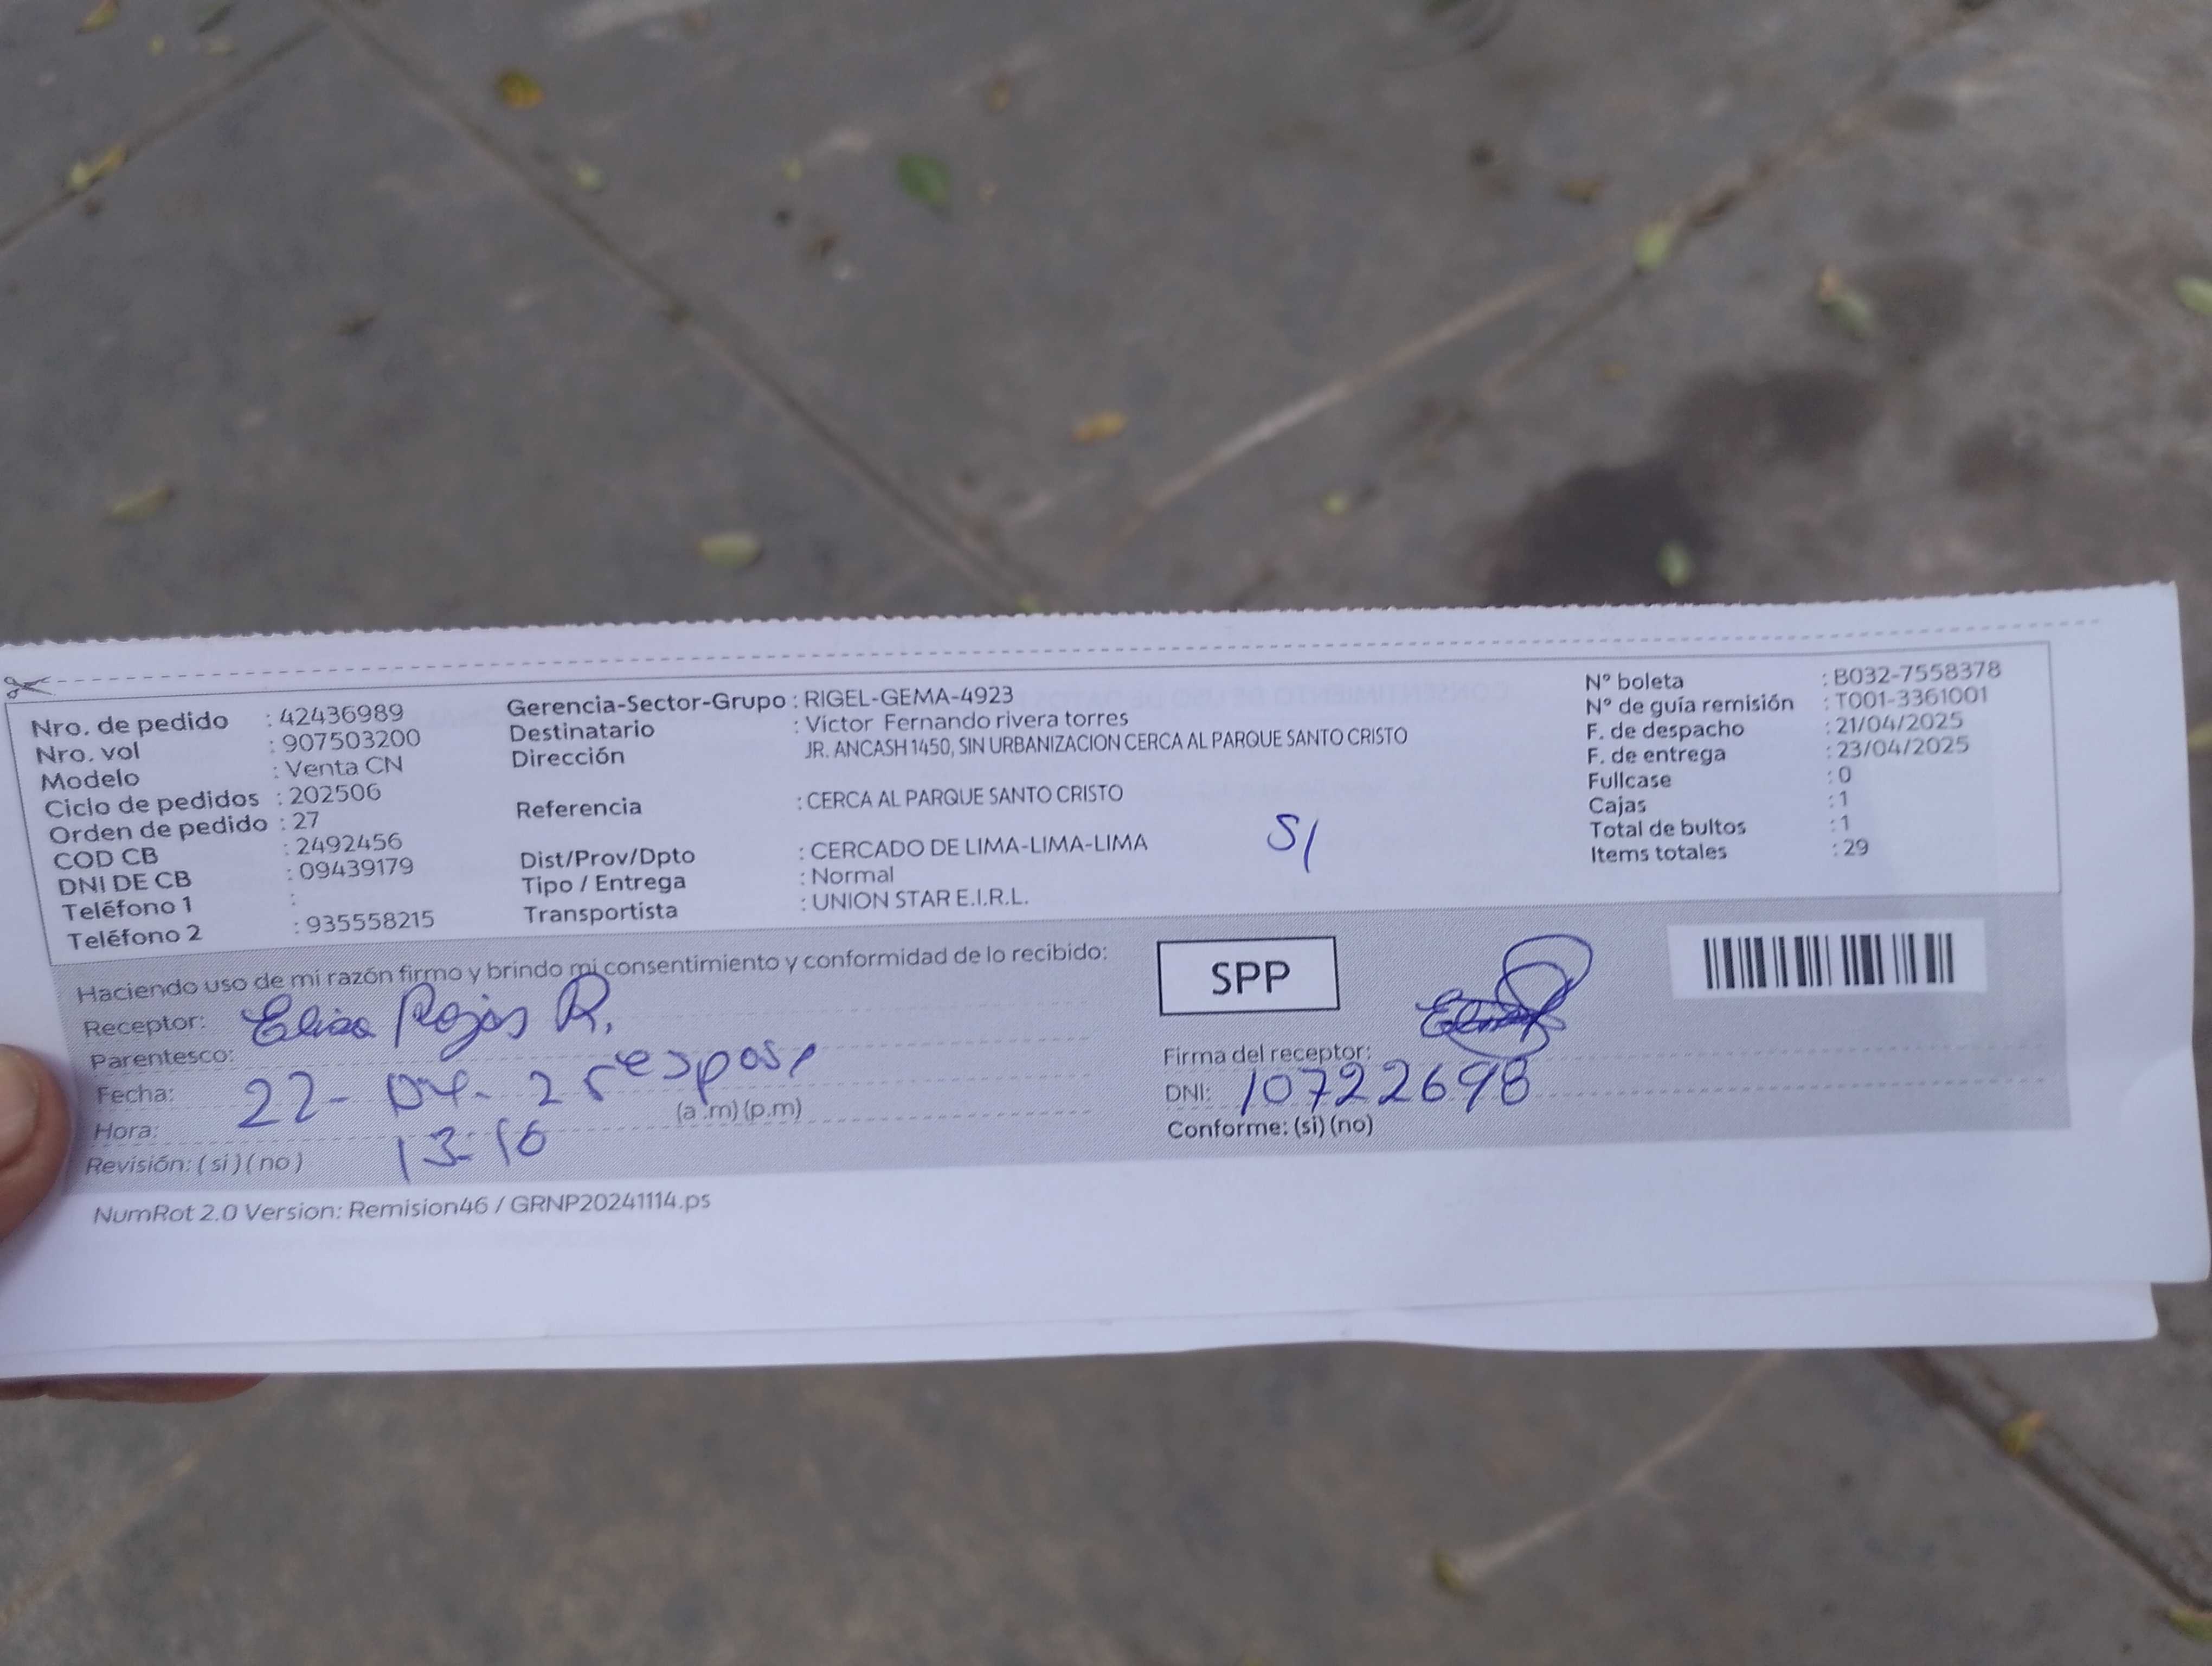 Nro. de pedido : 42436989
Nro. vol : 907503200
Modelo : Venta CN
Ciclo de pedidos : 202506
Orden de pedido : 27
COD CB : 2492456
DNI DE CB : 09439179
Teléfono 1 :
Teléfono 2 : 935558215
Gerencia-Sector-Grupo : RIGEL-GEMA-4923
Destinatario : Victor Fernando rivera torres
Dirección JR. ANCASH 1450, SIN URBANIZACION CERCA AL PARQUE SANTO CRISTO
Referencia : CERCA AL PARQUE SANTO CRISTO
Dist/Prov/Dpto : CERCADO DE LIMA-LIMA-LIMA
Tipo / Entrega : Normal
Transportista : UNION STAR E.I.R.L.
S/
N° boleta : B032-7558378
N° de guía remisión : T001-3361001
F. de despacho : 21/04/2025
F. de entrega : 23/04/2025
Fullcase : 0
Cajas : 1
Total de bultos : 1
Items totales : 29
Haciendo uso de mi razón firmo y brindo mi consentimiento y conformidad de lo recibido:
Receptor: Elisa Rojas R.
Parentesco: espos
Fecha: 22-04-25
Hora: 13-10 (a .m) (p.m)
Revisión: ( si ) ( no )
SPP
Firma del receptor:
DNI: 10722698
Conforme: (si) (no)
NumRot 2.0 Version: Remision46 / GRNP20241114.ps